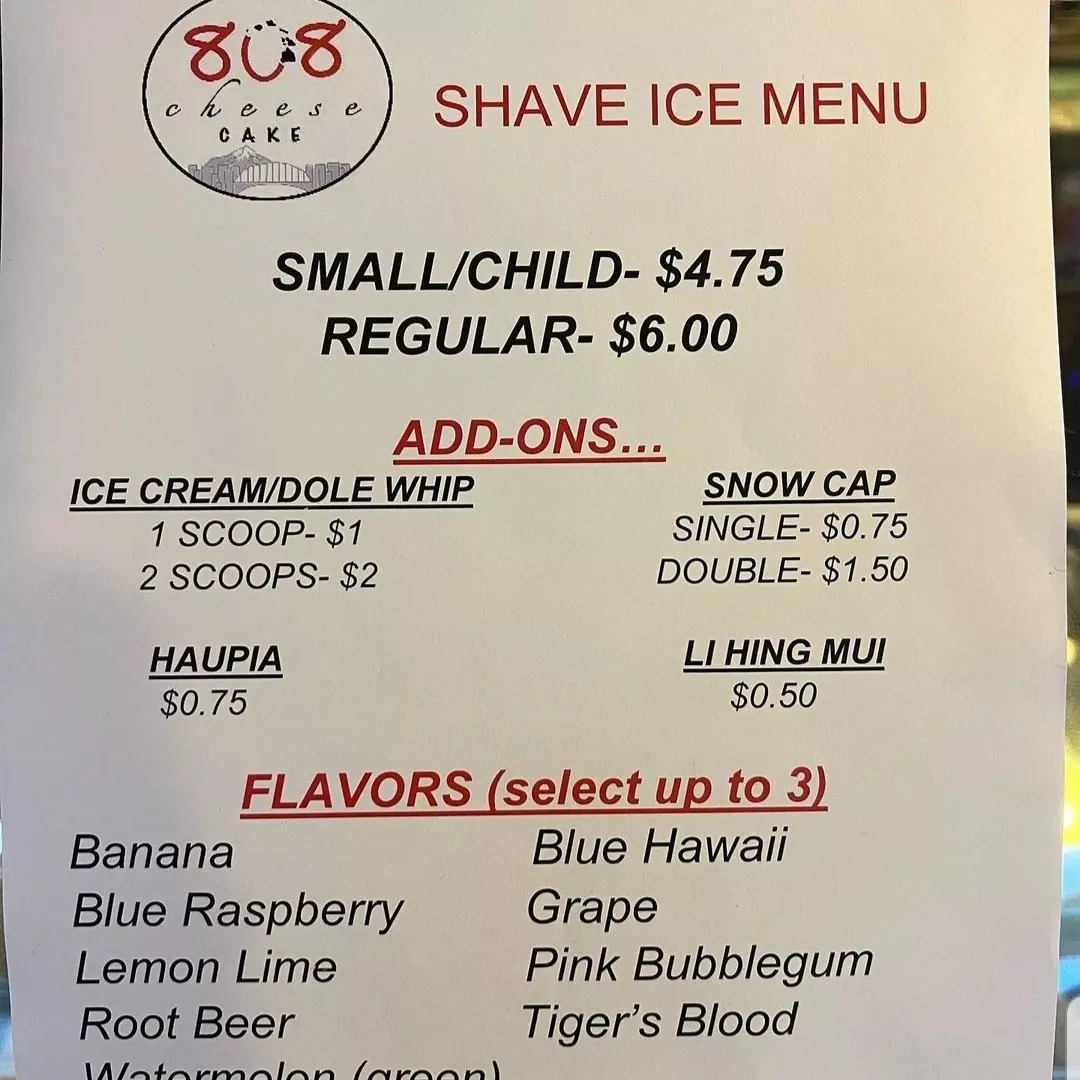 808
cheese
CAKE
SHAVE ICE MENU
SMALL/CHILD- $4.75
REGULAR- $6.00
ADD-ONS...
ICE CREAM/DOLE WHIP
1 SCOOP- $1
2 SCOOPS- $2
SNOW CAP
SINGLE- $0.75
DOUBLE- $1.50
HAUPIA
$0.75
LI HING MUI
$0.50
FLAVORS (select up to 3)
Banana
Blue Raspberry
Lemon Lime
Root Beer
Watermelon (green)
Blue Hawaii
Grape
Pink Bubblegum
Tiger's Blood